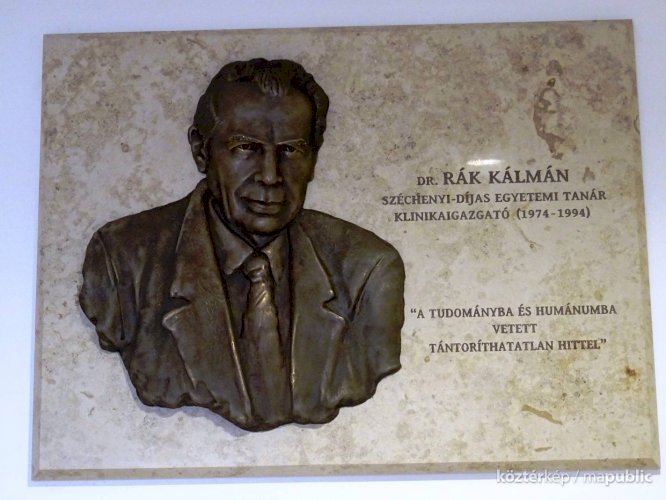 DR. RÁK KÁLMÁN
SZÉCHENYI-DÍJAS EGYETEMI TANÁR
KLINIKAIGAZGATÓ (1974-1994)
"A TUDOMÁNYBA ÉS HUMÁNUMBA
VETETT
TÁNTORÍTHATATLAN HITTEL"
köztérkép / mapublic